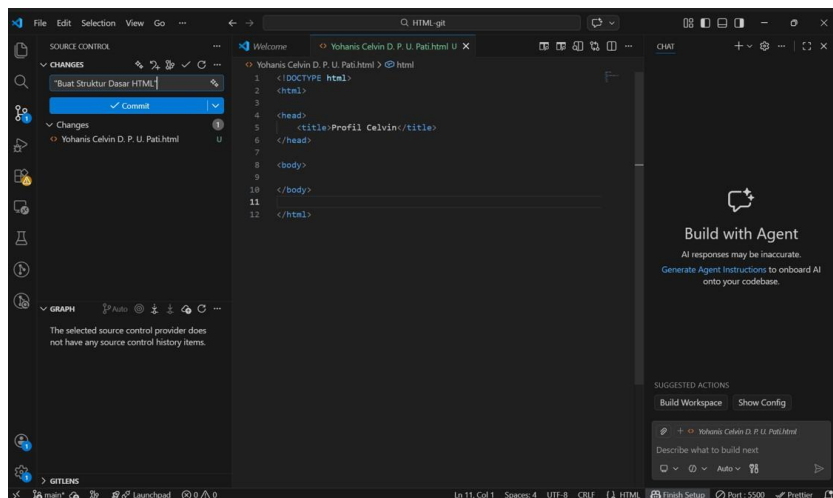 File Edit Selection View Go ··· HTML-git
SOURCE CONTROL
CHANGES
"Buat Struktur Dasar HTML"
Commit
Changes 1
Yohanis Celvin D. P. U. Pati.html U
GRAPH Auto
The selected source control provider does
not have any source control history items.
GITLENS
Welcome Yohanis Celvin D. P. U. Pati.html U
Yohanis Celvin D. P. U. Pati.html > html
1 <!DOCTYPE html>
2 <html>
3
4 <head>
5 <title>Profil Celvin</title>
6 </head>
7
8 <body>
9
10 </body>
11
12 </html>
CHAT
Build with Agent
AI responses may be inaccurate.
Generate Agent Instructions to onboard AI
onto your codebase.
SUGGESTED ACTIONS
Build Workspace Show Config
Yohanis Celvin D. P. U. Pati.html
Describe what to build next
Auto
main* Launchpad 0 0 Ln 11, Col 1 Spaces: 4 UTF-8 CRLF HTML Finish Setup Port : 5500 Prettier